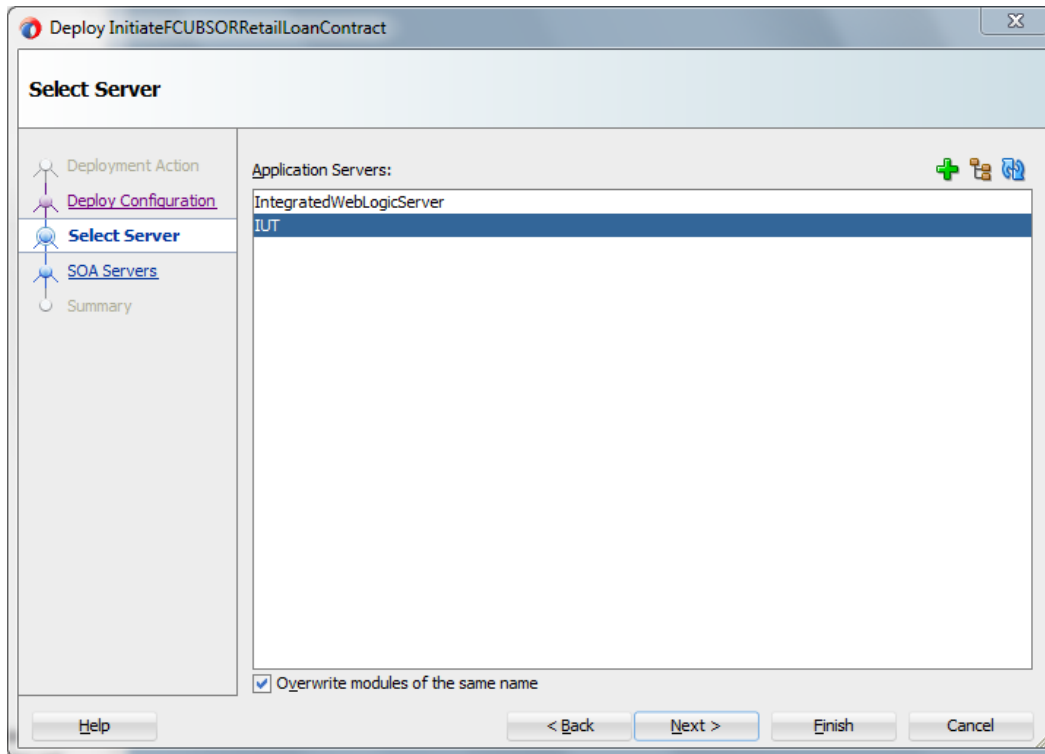 Deploy InitiateFCUBSORRetailLoanContract
Select Server
Deployment Action
Deploy Configuration
Select Server
SOA Servers
Summary
Application Servers:
IntegratedWebLogicServer
IUT
Overwrite modules of the same name
Help
< Back
Next >
Finish
Cancel